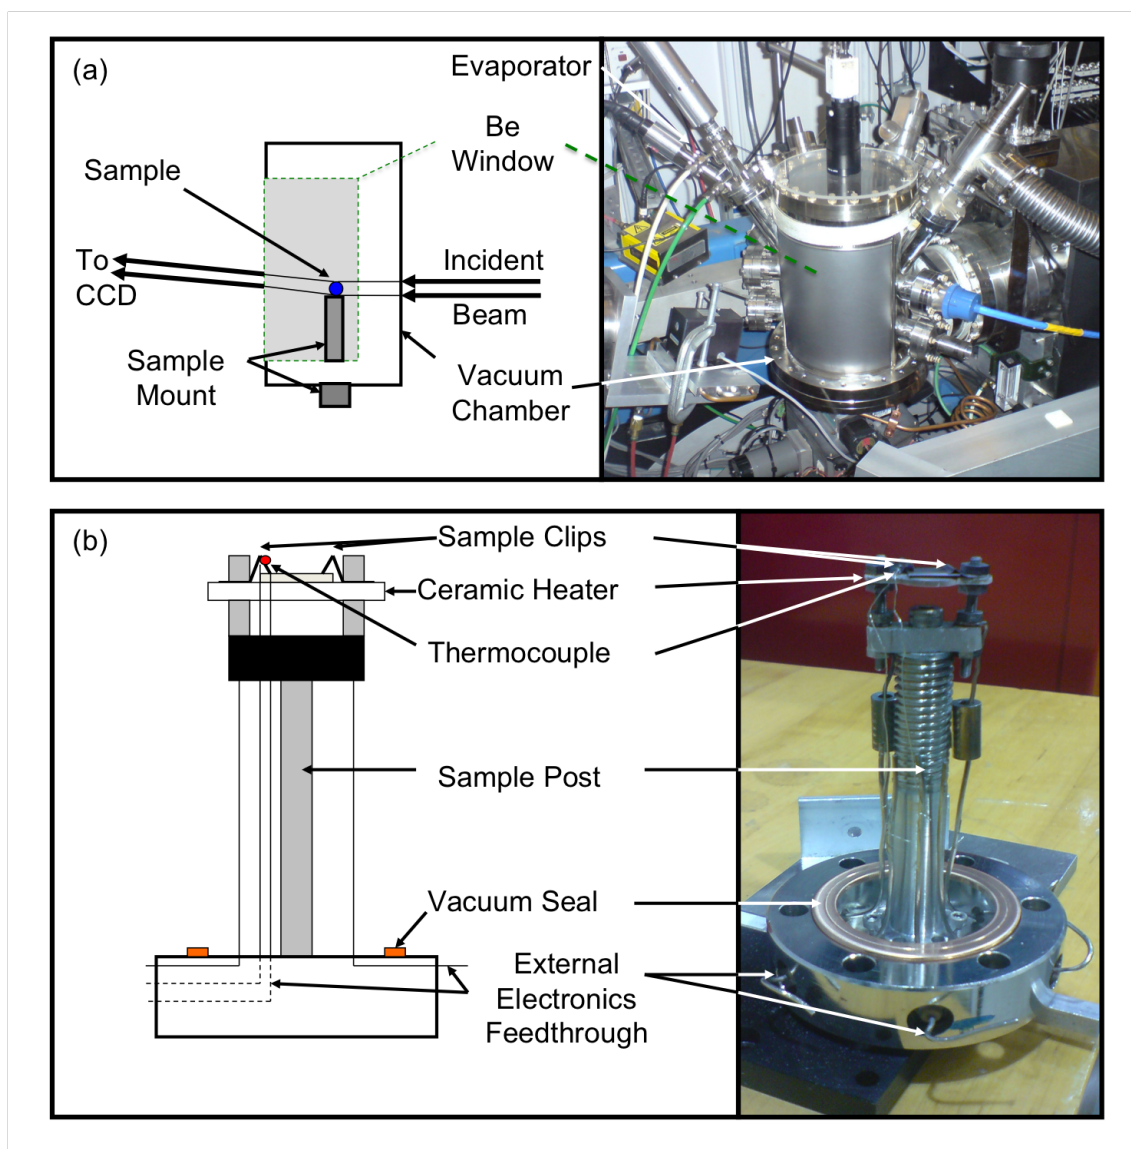 (a)
Evaporator
Be
Window
Sample
To
CCD
Incident
Beam
Sample
Mount
Vacuum
Chamber
(b)
Sample Clips
Ceramic Heater
Thermocouple
Sample Post
Vacuum Seal
External
Electronics
Feedthrough